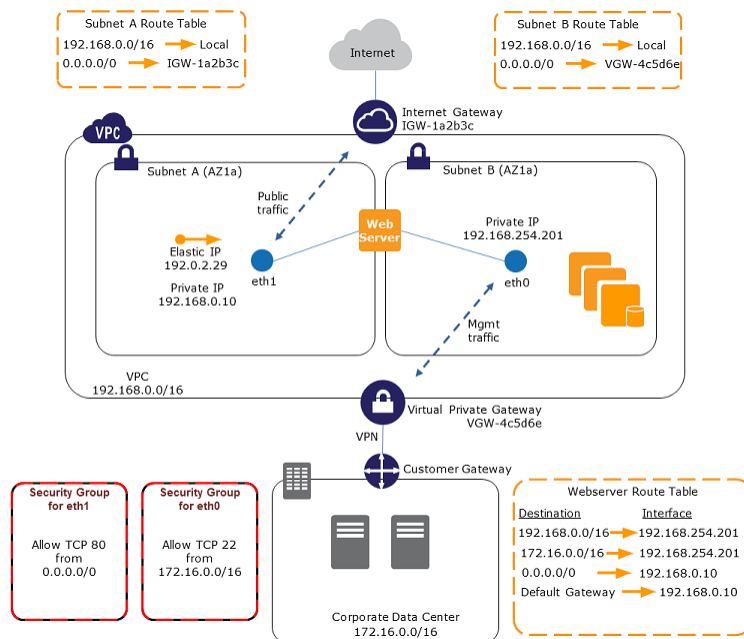 Subnet A Route Table
192.168.0.0/16 Local
0.0.0.0/0 IGW-1a2b3c
Internet
Subnet B Route Table
192.168.0.0/16 Local
0.0.0.0/0 VGW-4c5d6e
Internet Gateway
IGW-1a2b3c
VPC
Subnet A (AZ1a)
Subnet B (AZ1a)
Public
traffic
Web
Server
Private IP
192.168.254.201
Elastic IP
192.0.2.29
eth1
eth0
Private IP
192.168.0.10
Mgmt
traffic
VPC
192.168.0.0/16
Virtual Private Gateway
VGW-4c5d6e
VPN
Customer Gateway
Security Group
for eth1
Allow TCP 80
from
0.0.0.0/0
Security Group
for eth0
Allow TCP 22
from
172.16.0.0/16
Corporate Data Center
172.16.0.0/16
Webserver Route Table
Destination Interface
192.168.0.0/16 192.168.254.201
172.16.0.0/16 192.168.254.201
0.0.0.0/0 192.168.0.10
Default Gateway 192.168.0.10